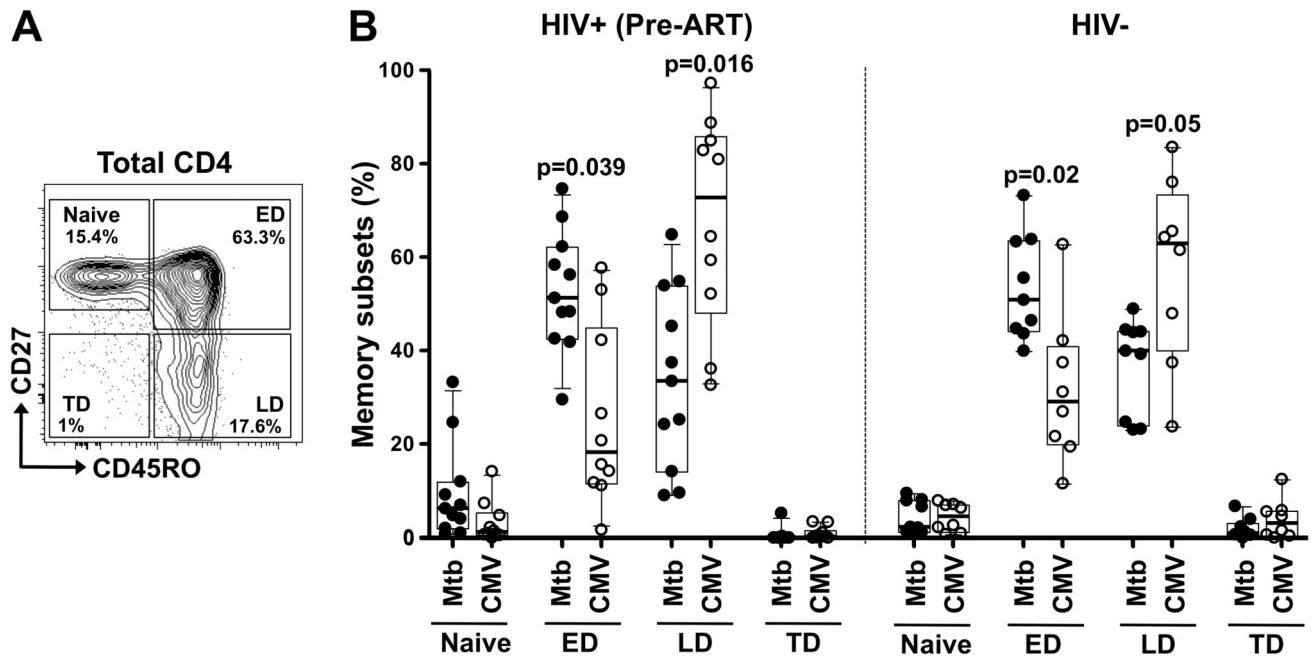 A
Total CD4
Naive
15.4%
ED
63.3%
TD
1%
LD
17.6%
CD27
CD45RO
B
HIV+ (Pre-ART)
HIV-
Memory subsets (%)
100
80
60
40
20
0
p=0.039
p=0.016
p=0.02
p=0.05
Mtb CMV Mtb CMV Mtb CMV Mtb CMV Mtb CMV Mtb CMV Mtb CMV Mtb CMV
Naive ED LD TD Naive ED LD TD